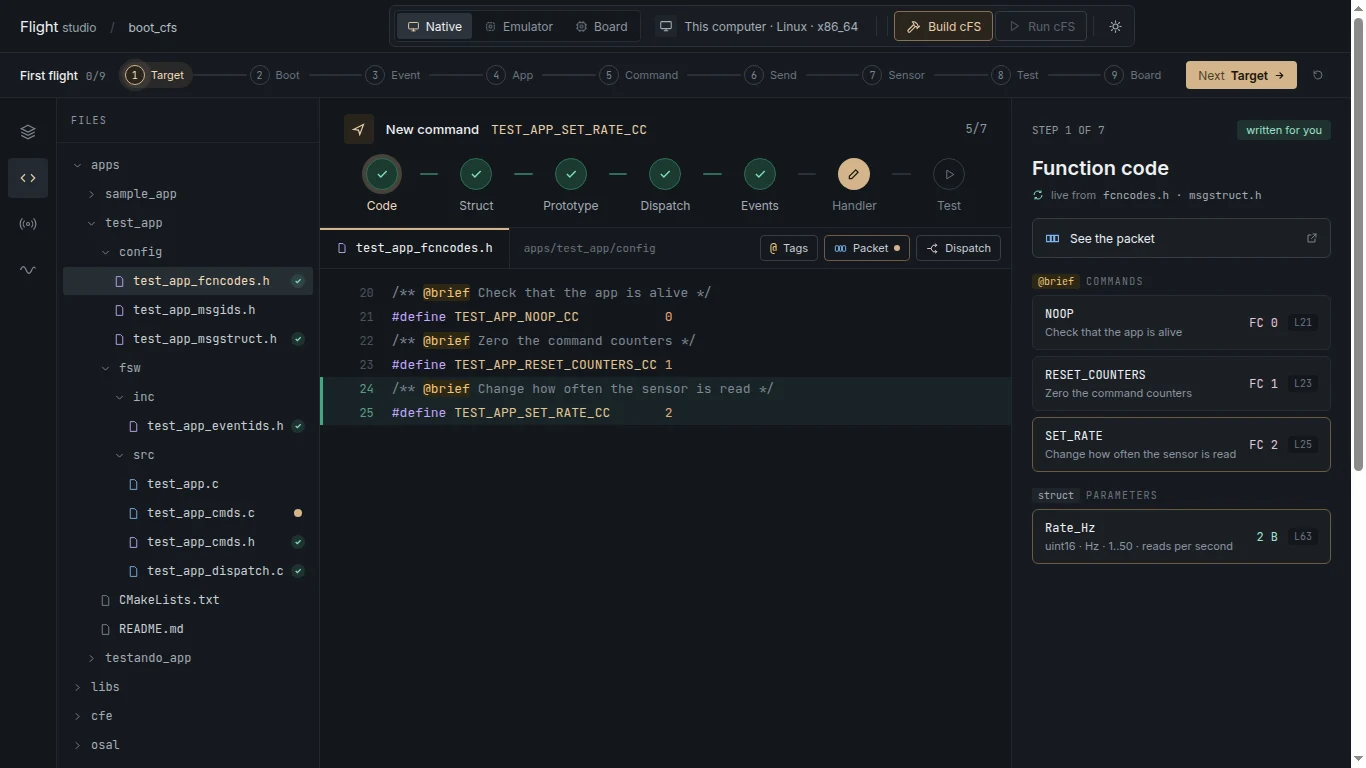 Flight studio / boot_cfs
Native Emulator Board
This computer · Linux · x86_64
Build cFS
Run cFS
First flight 0/9
1 Target
2 Boot
3 Event
4 App
5 Command
6 Send
7 Sensor
8 Test
9 Board
Next Target →
FILES
apps
sample_app
test_app
config
test_app_fcncodes.h
test_app_msgids.h
test_app_msgstruct.h
fsw
inc
test_app_eventids.h
src
test_app.c
test_app_cmds.c
test_app_cmds.h
test_app_dispatch.c
CMakeLists.txt
README.md
testando_app
libs
cfe
osal
New command TEST_APP_SET_RATE_CC 5/7
Code Struct Prototype Dispatch Events Handler Test
test_app_fcncodes.h apps/test_app/config
@ Tags Packet Dispatch
20 /** @brief Check that the app is alive */
21 #define TEST_APP_NOOP_CC 0
22 /** @brief Zero the command counters */
23 #define TEST_APP_RESET_COUNTERS_CC 1
24 /** @brief Change how often the sensor is read */
25 #define TEST_APP_SET_RATE_CC 2
STEP 1 OF 7 written for you
Function code
live from fcncodes.h · msgstruct.h
See the packet
@brief COMMANDS
NOOP
Check that the app is alive
FC 0 L21
RESET_COUNTERS
Zero the command counters
FC 1 L23
SET_RATE
Change how often the sensor is read
FC 2 L25
struct PARAMETERS
Rate_Hz
uint16 · Hz · 1..50 · reads per second
2 B L63